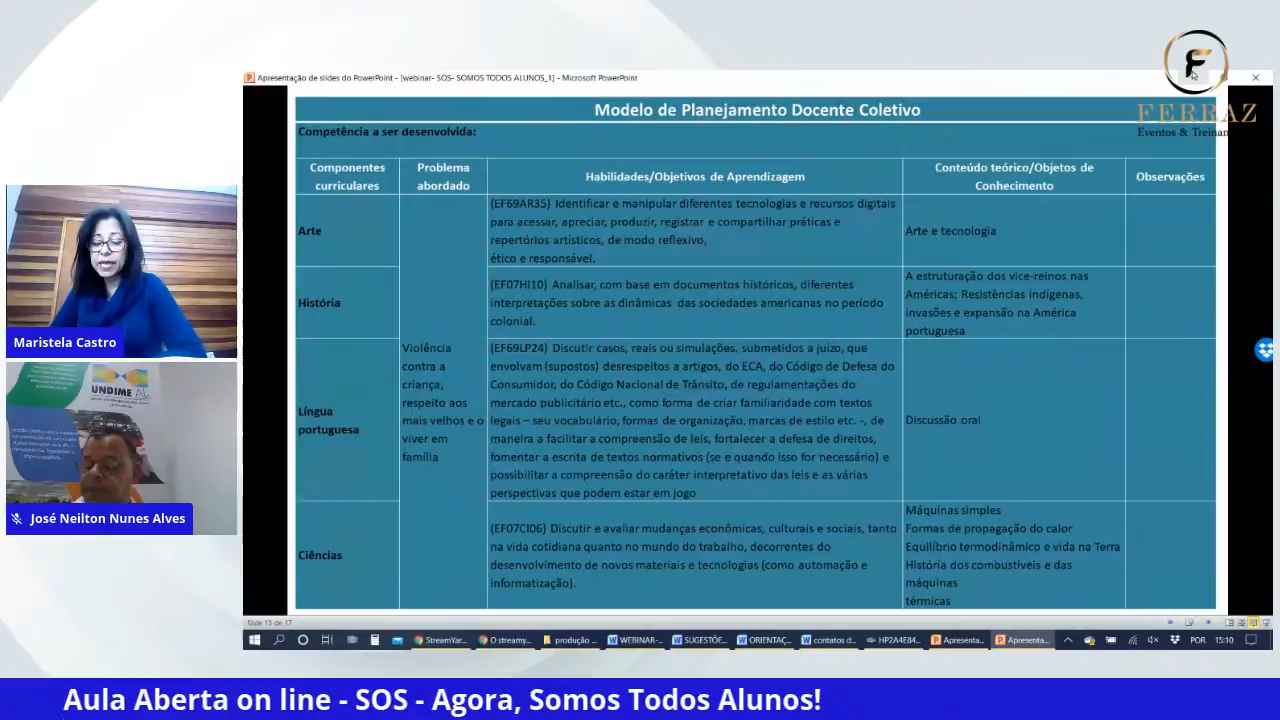 Apresentação de slides do PowerPoint - [webinar- SOS- SOMOS TODOS ALUNOS_1] - Microsoft PowerPoint
F
FERRAZ
Eventos & Treinan
Modelo de Planejamento Docente Coletivo
Competência a ser desenvolvida:
Componentes
curriculares
Problema
abordado
Habilidades/Objetivos de Aprendizagem
Conteúdo teórico/Objetos de
Conhecimento
Observações
Arte
(EF69AR35) Identificar e manipular diferentes tecnologias e recursos digitais
para acessar, apreciar, produzir, registrar e compartilhar práticas e
repertórios artísticos, de modo reflexivo,
ético e responsável.
Arte e tecnologia
História
(EF07HI10) Analisar, com base em documentos históricos, diferentes
interpretações sobre as dinâmicas das sociedades americanas no período
colonial.
A estruturação dos vice-reinos nas
Américas; Resistências indígenas,
invasões e expansão na América
portuguesa
Violência
contra a
criança,
respeito aos
mais velhos e o
viver em
família
Língua
portuguesa
(EF69LP24) Discutir casos, reais ou simulações, submetidos a juízo, que
envolvam (supostos) desrespeitos a artigos, do ECA, do Código de Defesa do
Consumidor, do Código Nacional de Trânsito, de regulamentações do
mercado publicitário etc., como forma de criar familiaridade com textos
legais – seu vocabulário, formas de organização, marcas de estilo etc. -, de
maneira a facilitar a compreensão de leis, fortalecer a defesa de direitos,
fomentar a escrita de textos normativos (se e quando isso for necessário) e
possibilitar a compreensão do caráter interpretativo das leis e as várias
perspectivas que podem estar em jogo
Discussão oral
Ciências
(EF07CI06) Discutir e avaliar mudanças econômicas, culturais e sociais, tanto
na vida cotidiana quanto no mundo do trabalho, decorrentes do
desenvolvimento de novos materiais e tecnologias (como automação e
informatização).
Máquinas simples
Formas de propagação do calor
Equilíbrio termodinâmico e vida na Terra
História dos combustíveis e das
máquinas
térmicas
Maristela Castro
UNDIME
José Neilton Nunes Alves
Slide 13 de 17
StreamYar...
O streamy...
produção ...
WEBINAR-...
SUGESTÕE...
ORIENTAÇ...
contatos d...
HP2A4E84...
Apresenta...
Apresenta...
POR
15:10
Aula Aberta on line - SOS - Agora, Somos Todos Alunos!